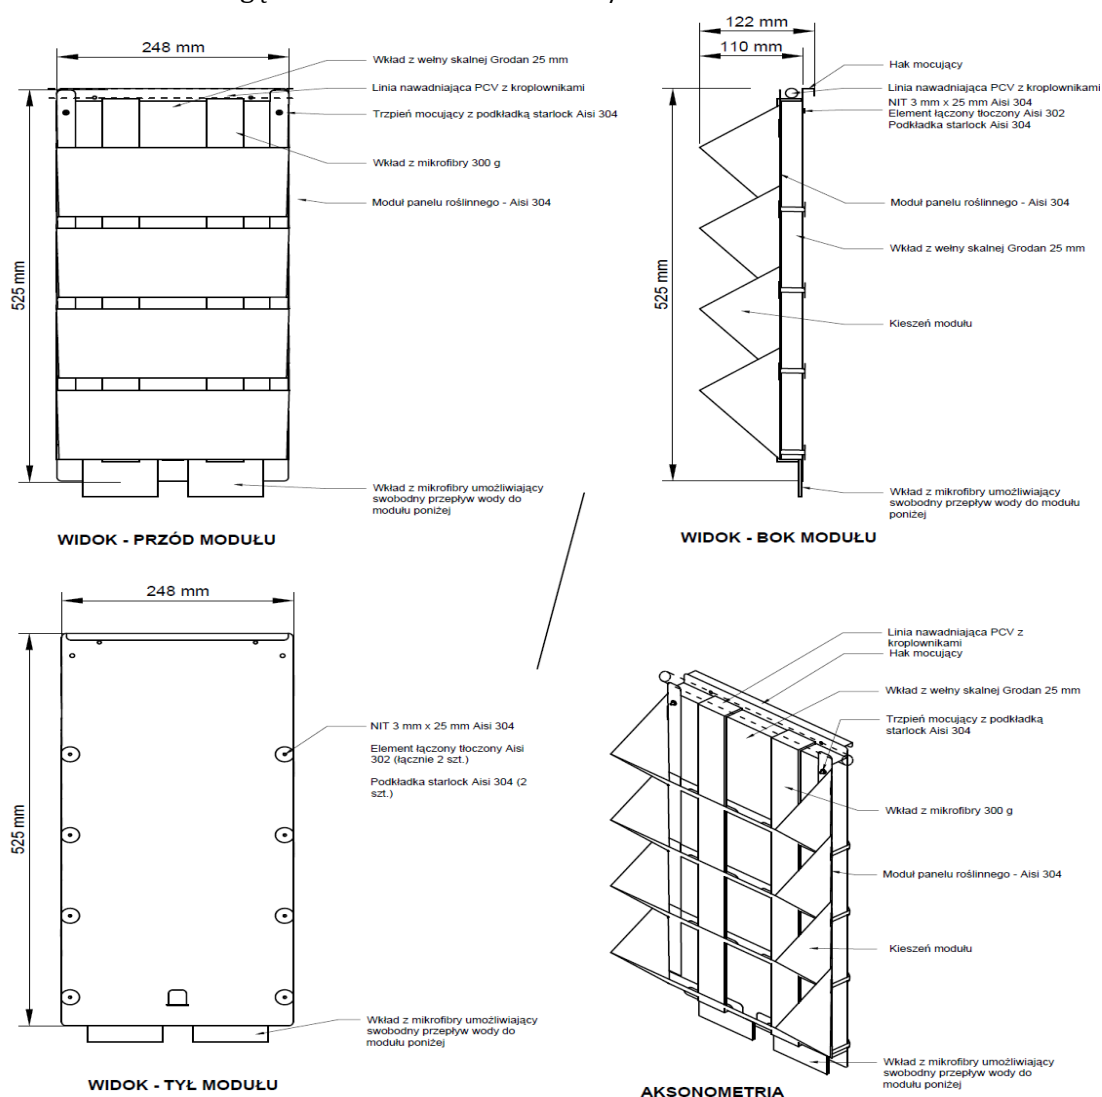 248 mm
Wkład z wełny skalnej Grodan 25 mm
Linia nawadniająca PCV z kroplownikami
Trzpień mocujący z podkładką starlock Aisi 304
Wkład z mikrofibry 300 g
Moduł panelu roślinnego - Aisi 304
525 mm
Wkład z mikrofibry umożliwiający
swobodny przepływ wody do
modułu poniżej
WIDOK - PRZÓD MODUŁU
122 mm
110 mm
Hak mocujący
Linia nawadniająca PCV z kroplownikami
NIT 3 mm x 25 mm Aisi 304
Element łączony tłoczony Aisi 302
Podkładka starlock Aisi 304
Moduł panelu roślinnego - Aisi 304
Wkład z wełny skalnej Grodan 25 mm
525 mm
Kieszeń modułu
Wkład z mikrofibry umożliwiający
swobodny przepływ wody do modułu
poniżej
WIDOK - BOK MODUŁU
248 mm
525 mm
NIT 3 mm x 25 mm Aisi 304
Element łączony tłoczony Aisi
302 (łącznie 2 szt.)
Podkładka starlock Aisi 304 (2
szt.)
Wkład z mikrofibry umożliwiający
swobodny przepływ wody do
modułu poniżej
WIDOK - TYŁ MODUŁU
Linia nawadniająca PCV z
kroplownikami
Hak mocujący
Wkład z wełny skalnej Grodan 25 mm
Trzpień mocujący z podkładką
starlock Aisi 304
Wkład z mikrofibry 300 g
Moduł panelu roślinnego - Aisi 304
Kieszeń modułu
Wkład z mikrofibry umożliwiający
swobodny przepływ wody do
modułu poniżej
AKSONOMETRIA